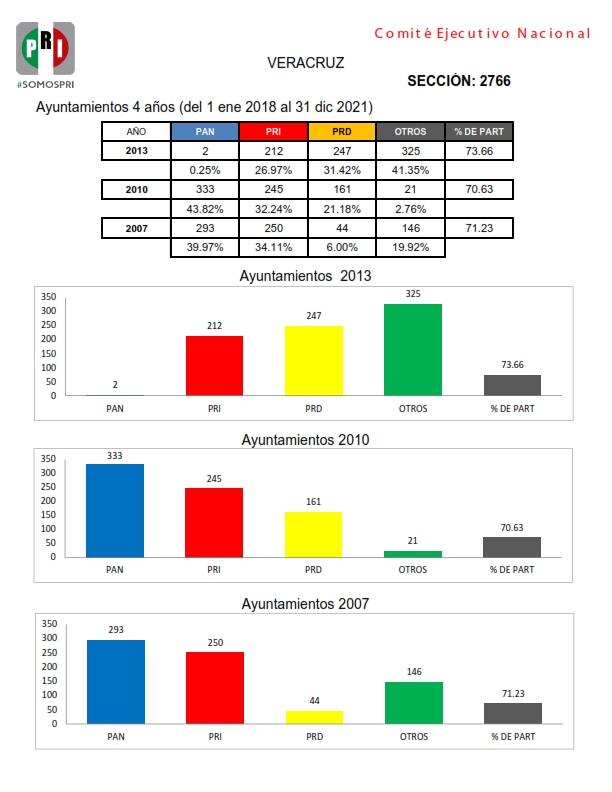 Comité Ejecutivo Nacional
PRI
#SOMOSPRI
VERACRUZ
SECCIÓN: 2766
Ayuntamientos 4 años (del 1 ene 2018 al 31 dic 2021)
AÑO PAN PRI PRD OTROS % DE PART
2013 2 212 247 325 73.66
0.25% 26.97% 31.42% 41.35%
2010 333 245 161 21 70.63
43.82% 32.24% 21.18% 2.76%
2007 293 250 44 146 71.23
39.97% 34.11% 6.00% 19.92%
Ayuntamientos 2013
350
300
250
200
150
100
50
0
2
212
247
325
73.66
PAN PRI PRD OTROS % DE PART
Ayuntamientos 2010
350
300
250
200
150
100
50
0
333
245
161
21
70.63
PAN PRI PRD OTROS % DE PART
Ayuntamientos 2007
350
300
250
200
150
100
50
0
293
250
44
146
71.23
PAN PRI PRD OTROS % DE PART